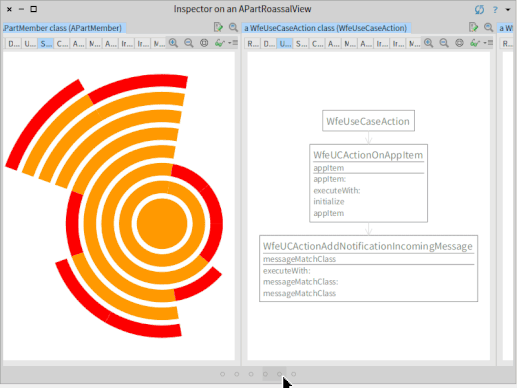 Inspector on an APartRoassalView
?
PartMember class (APartMember)
a WfeUseCaseAction class (WfeUseCaseAction)
a W
D... U... S... C... A... M... A... Ir... Ir... M...
R... D... U... S... C... A... M... A... Ir... Ir... M...
R...
WfeUseCaseAction
WfeUCActionOnAppItem
appItem
appItem:
executeWith:
initialize
appItem
WfeUCActionAddNotificationIncomingMessage
messageMatchClass
executeWith:
messageMatchClass:
messageMatchClass